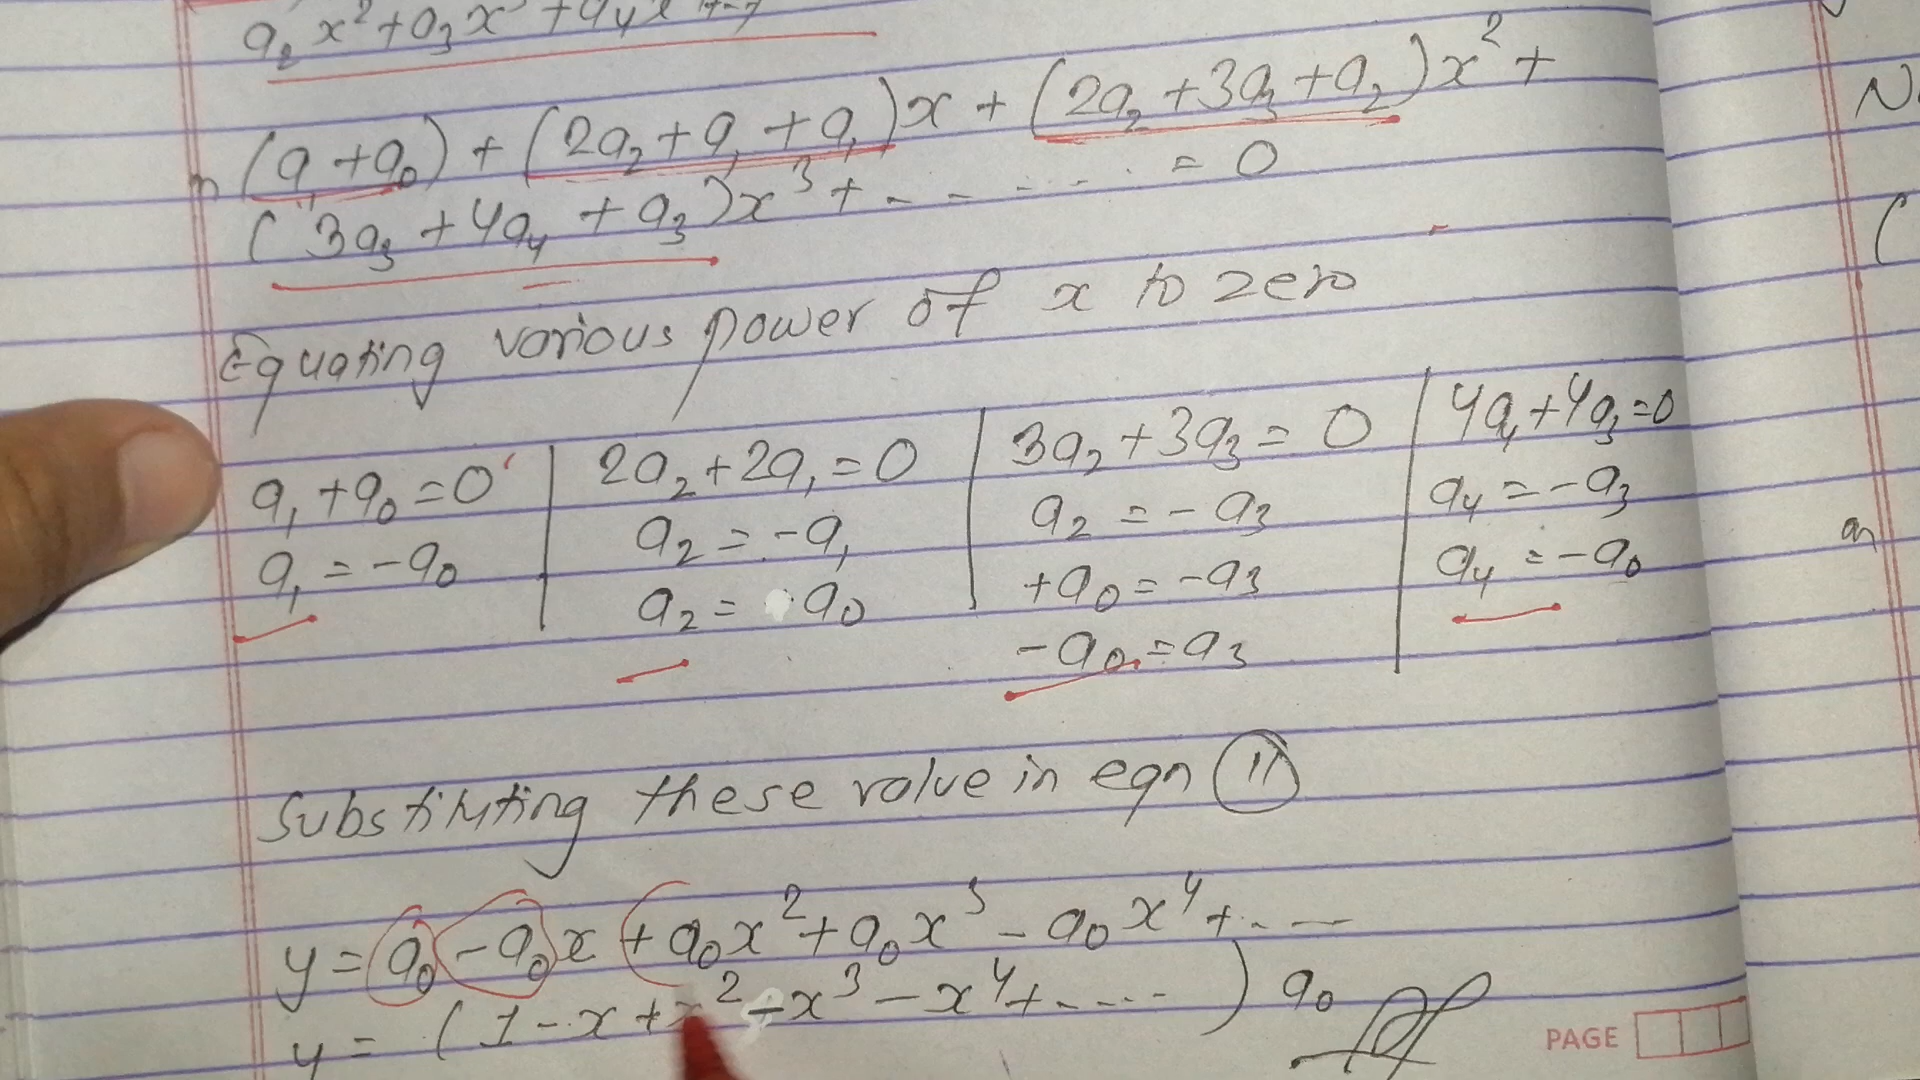 a₂x² + a₃x³ + a₄x⁴ + - -
(a₁ + a₀) + (2a₂ + a₁ + a₁)x + (2a₂ + 3a₃ + a₂)x² +
(3a₃ + 4a₄ + a₃)x³ + - - - - - - = 0
Equating various power of x to zero
a₁ + a₀ = 0 | 2a₂ + 2a₁ = 0 | 3a₂ + 3a₃ = 0 | 4a₄ + 4a₃ = 0
a₁ = -a₀ | a₂ = -a₁ | a₂ = -a₃ | a₄ = -a₃
a₂ = a₀ | +a₀ = -a₃ | a₄ = -a₀
-a₀ = a₃
Substituting these value in eqn (11)
y = a₀ - a₀x + a₀x² + a₀x³ - a₀x⁴ + - - -
y = (1 - x + x² - x³ - x⁴ + - - - -) a₀
PAGE